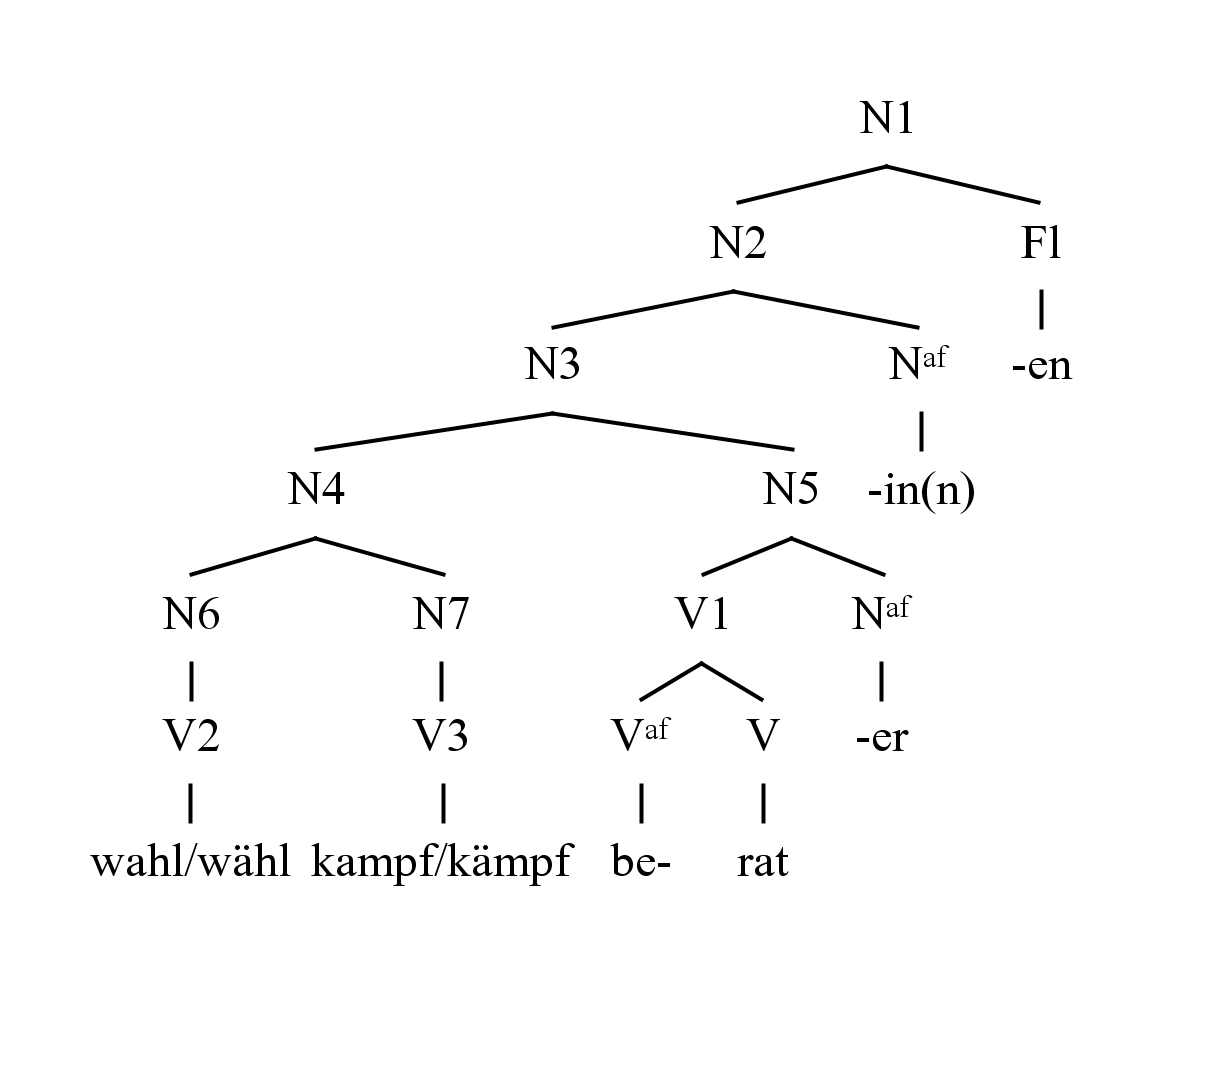 N1
N2 Fl
N3 Nᵃᶠ -en
N4 N5 -in(n)
N6 N7 V1 Nᵃᶠ
V2 V3 Vᵃᶠ V -er
wahl/wähl kampf/kämpf be- rat